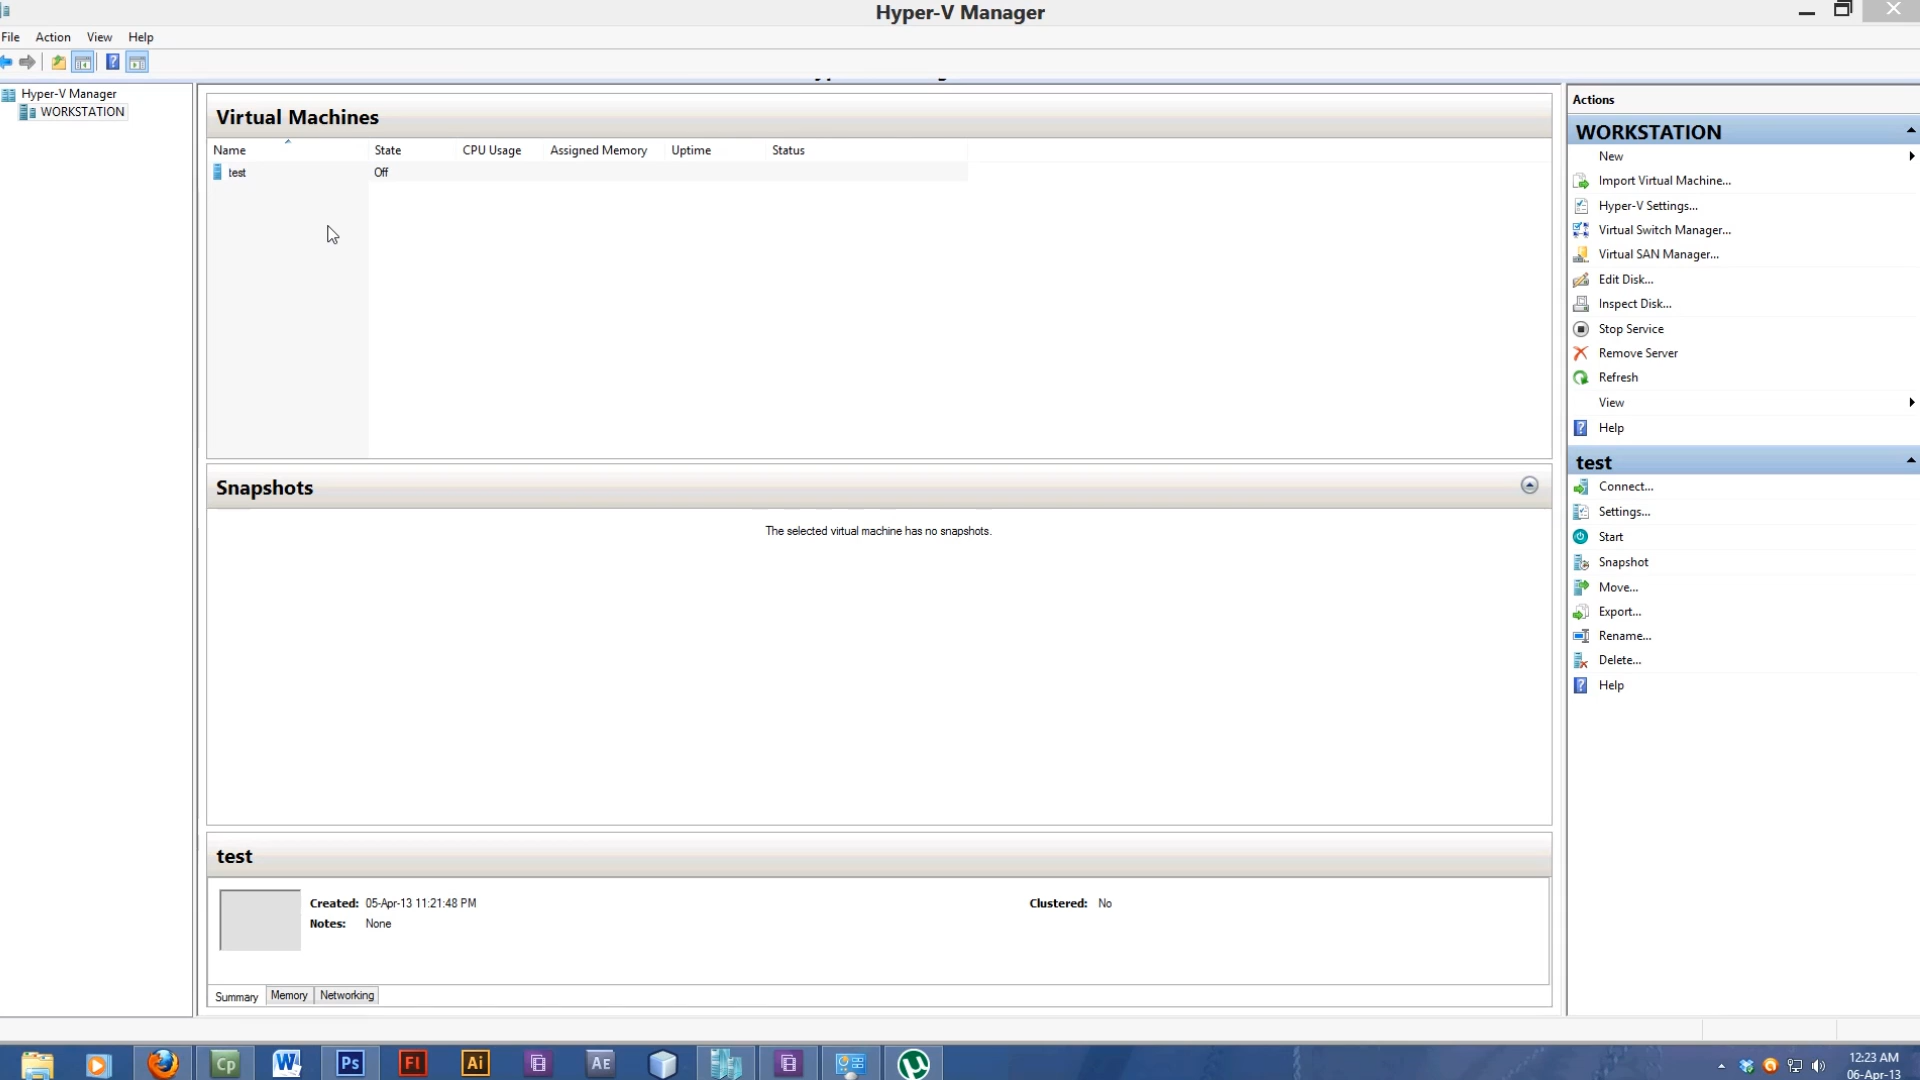 Hyper-V Manager
File Action View Help
Hyper-V Manager
WORKSTATION
Virtual Machines
Name State CPU Usage Assigned Memory Uptime Status
test Off
Snapshots
The selected virtual machine has no snapshots.
test
Created: 05-Apr-13 11:21:48 PM Clustered: No
Notes: None
Summary Memory Networking
Actions
WORKSTATION
New
Import Virtual Machine...
Hyper-V Settings...
Virtual Switch Manager...
Virtual SAN Manager...
Edit Disk...
Inspect Disk...
Stop Service
Remove Server
Refresh
View
Help
test
Connect...
Settings...
Start
Snapshot
Move...
Export...
Rename...
Delete...
Help
Cp W Ps Fl Ai AE
12:23 AM
06-Apr-13